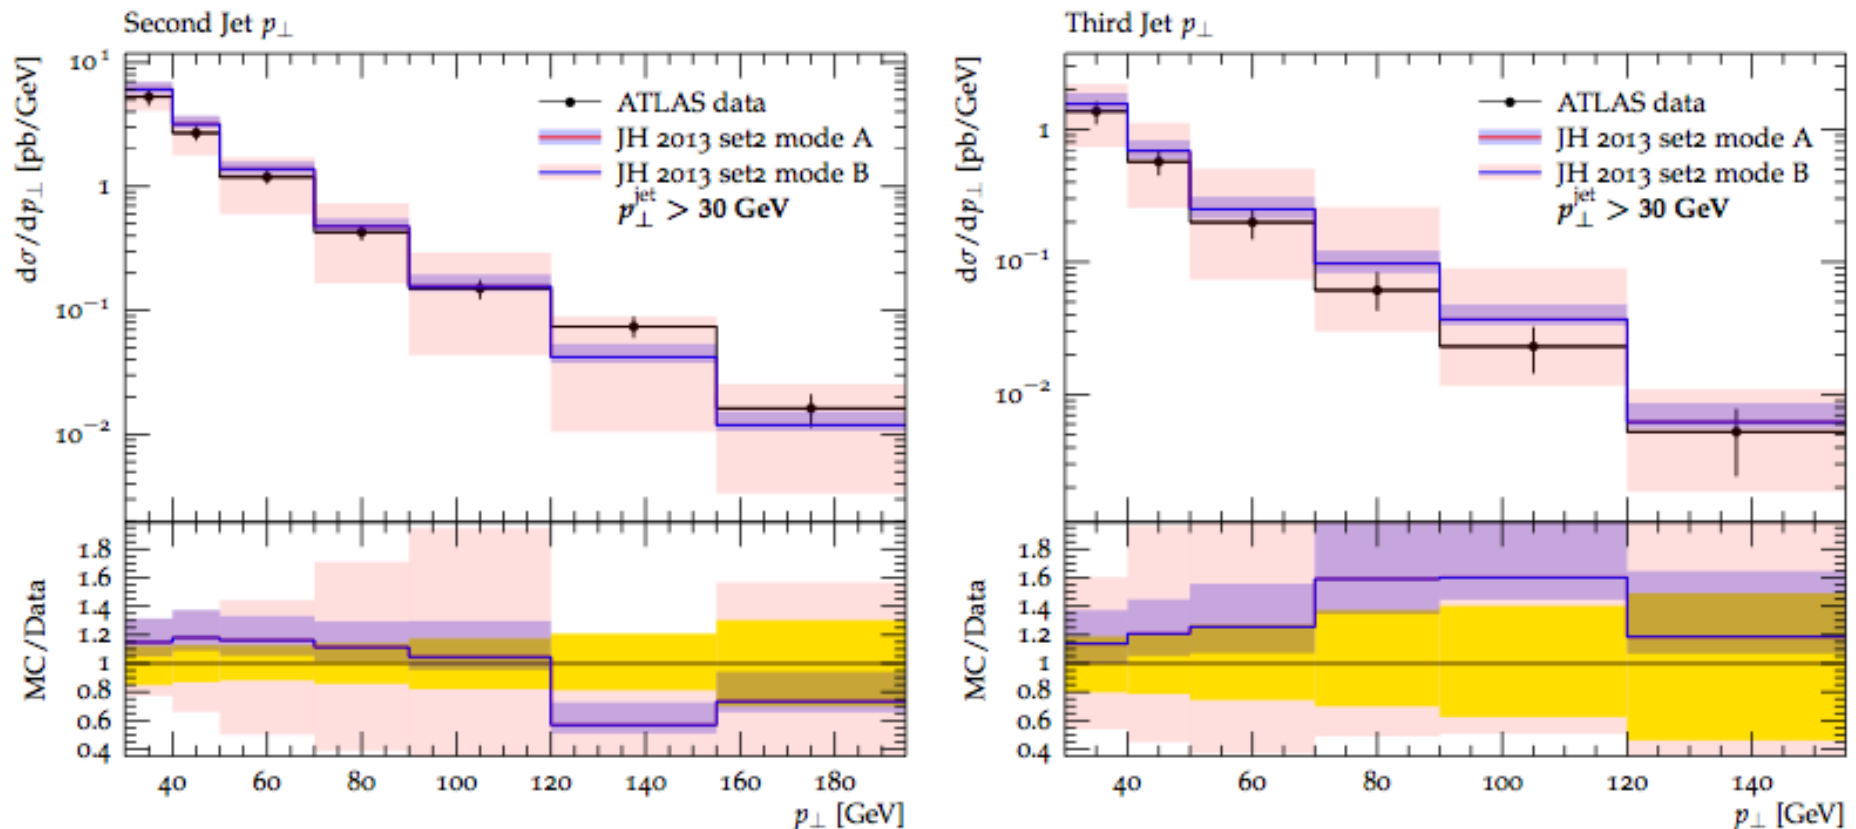 Second Jet p⊥
dσ/dp⊥ [pb/GeV]
10¹
1
10⁻¹
10⁻²
ATLAS data
JH 2013 set2 mode A
JH 2013 set2 mode B
p⊥^jet > 30 GeV
MC/Data
1.8
1.6
1.4
1.2
1
0.8
0.6
0.4
40 60 80 100 120 140 160 180
p⊥ [GeV]
Third Jet p⊥
dσ/dp⊥ [pb/GeV]
1
10⁻¹
10⁻²
ATLAS data
JH 2013 set2 mode A
JH 2013 set2 mode B
p⊥^jet > 30 GeV
MC/Data
1.8
1.6
1.4
1.2
1
0.8
0.6
0.4
40 60 80 100 120 140
p⊥ [GeV]